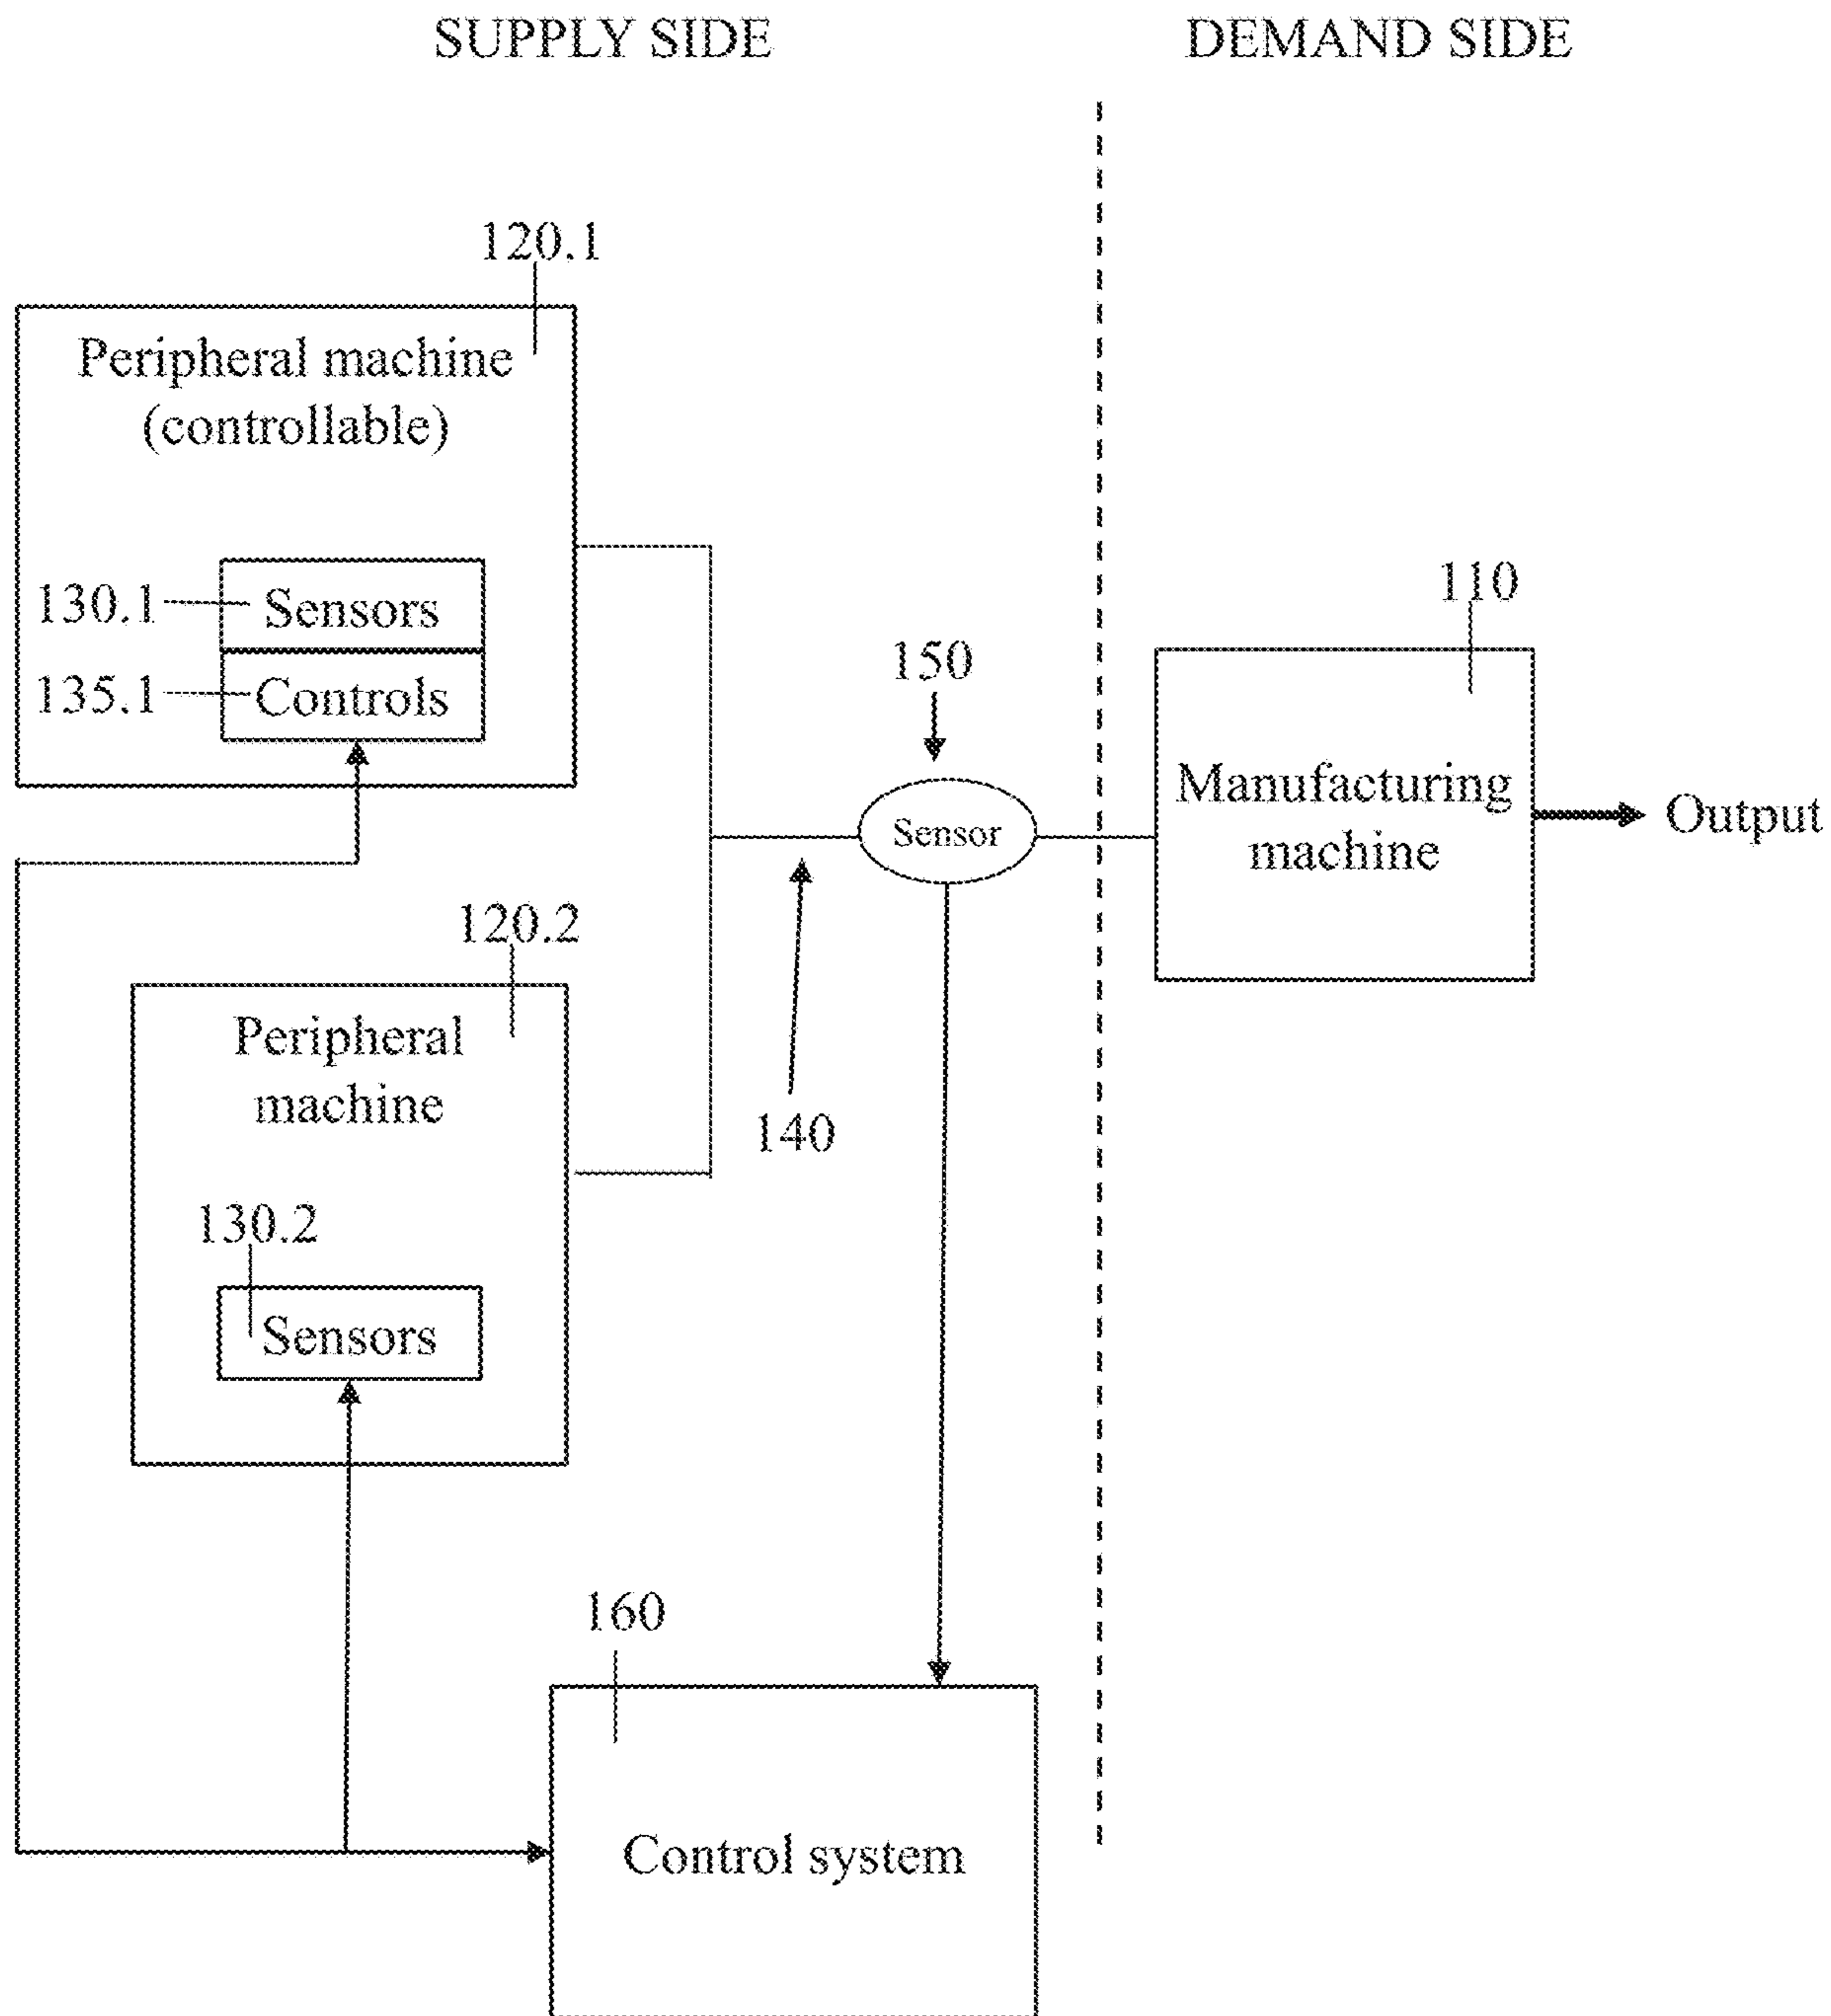 SUPPLY SIDE
DEMAND SIDE
120.1
Peripheral machine
(controllable)
130.1
Sensors
135.1
Controls
150
Sensor
110
Manufacturing
machine
Output
120.2
Peripheral
machine
140
130.2
Sensors
160
Control system